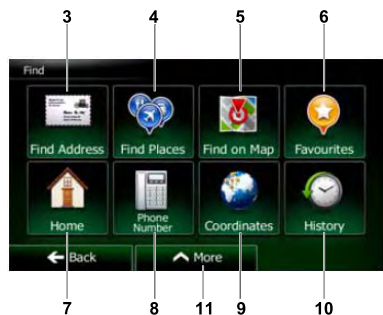 3 4 5 6
Find
Find Address Find Places Find on Map Favourites
Home Phone Number Coordinates History
Back More
7 8 11 9 10